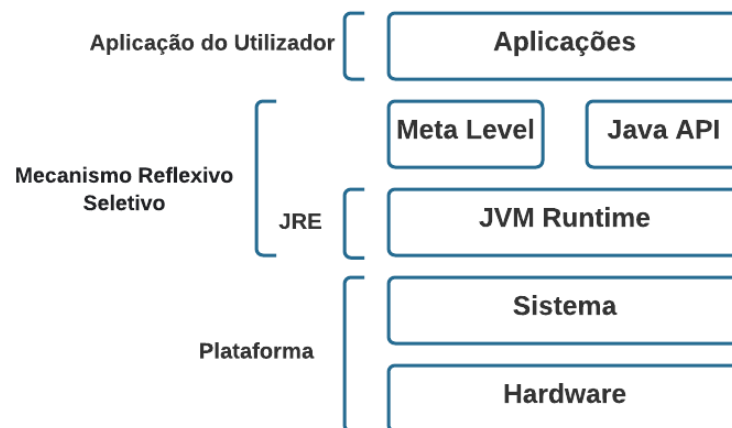 Aplicação do Utilizador
Aplicações
Meta Level
Java API
Mecanismo Reflexivo
Seletivo
JRE
JVM Runtime
Sistema
Plataforma
Hardware